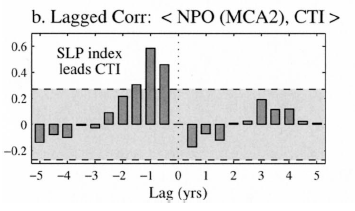 b. Lagged Corr: < NPO (MCA2), CTI >
SLP index
leads CTI
0.6
0.4
0.2
0
−0.2
−5 −4 −3 −2 −1 0 1 2 3 4 5
Lag (yrs)